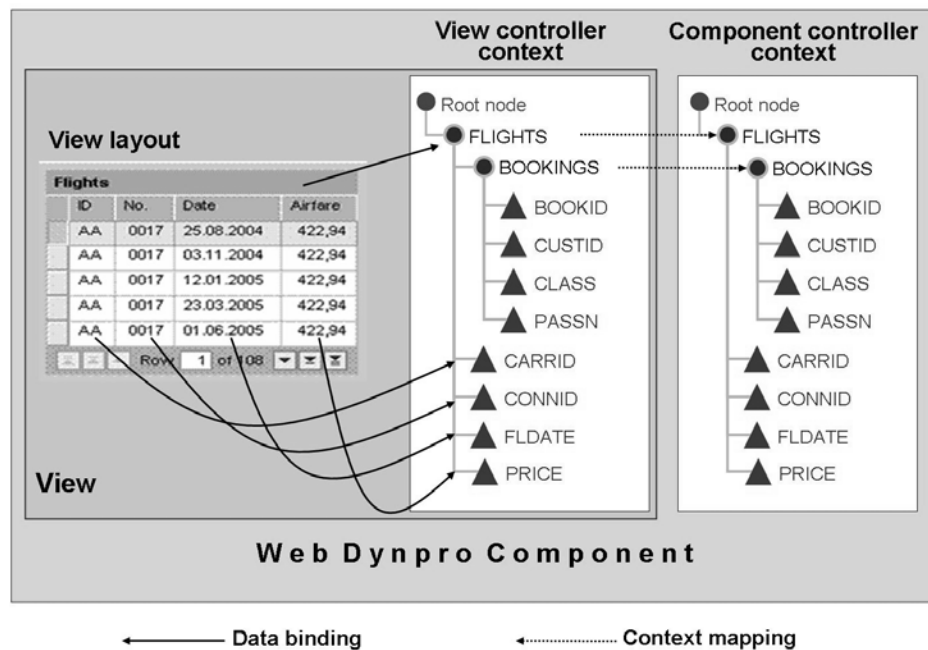 View controller
context
Component controller
context
Root node
FLIGHTS
BOOKINGS
BOOKID
CUSTID
CLASS
PASSN
CARRID
CONNID
FLDATE
PRICE
Root node
FLIGHTS
BOOKINGS
BOOKID
CUSTID
CLASS
PASSN
CARRID
CONNID
FLDATE
PRICE
View layout
Flights
ID No. Date Airfare
AA 0017 25.08.2004 422,94
AA 0017 03.11.2004 422,94
AA 0017 12.01.2005 422,94
AA 0017 23.03.2005 422,94
AA 0017 01.06.2005 422,94
Row 1 of 108
View
Web Dynpro Component
Data binding
Context mapping